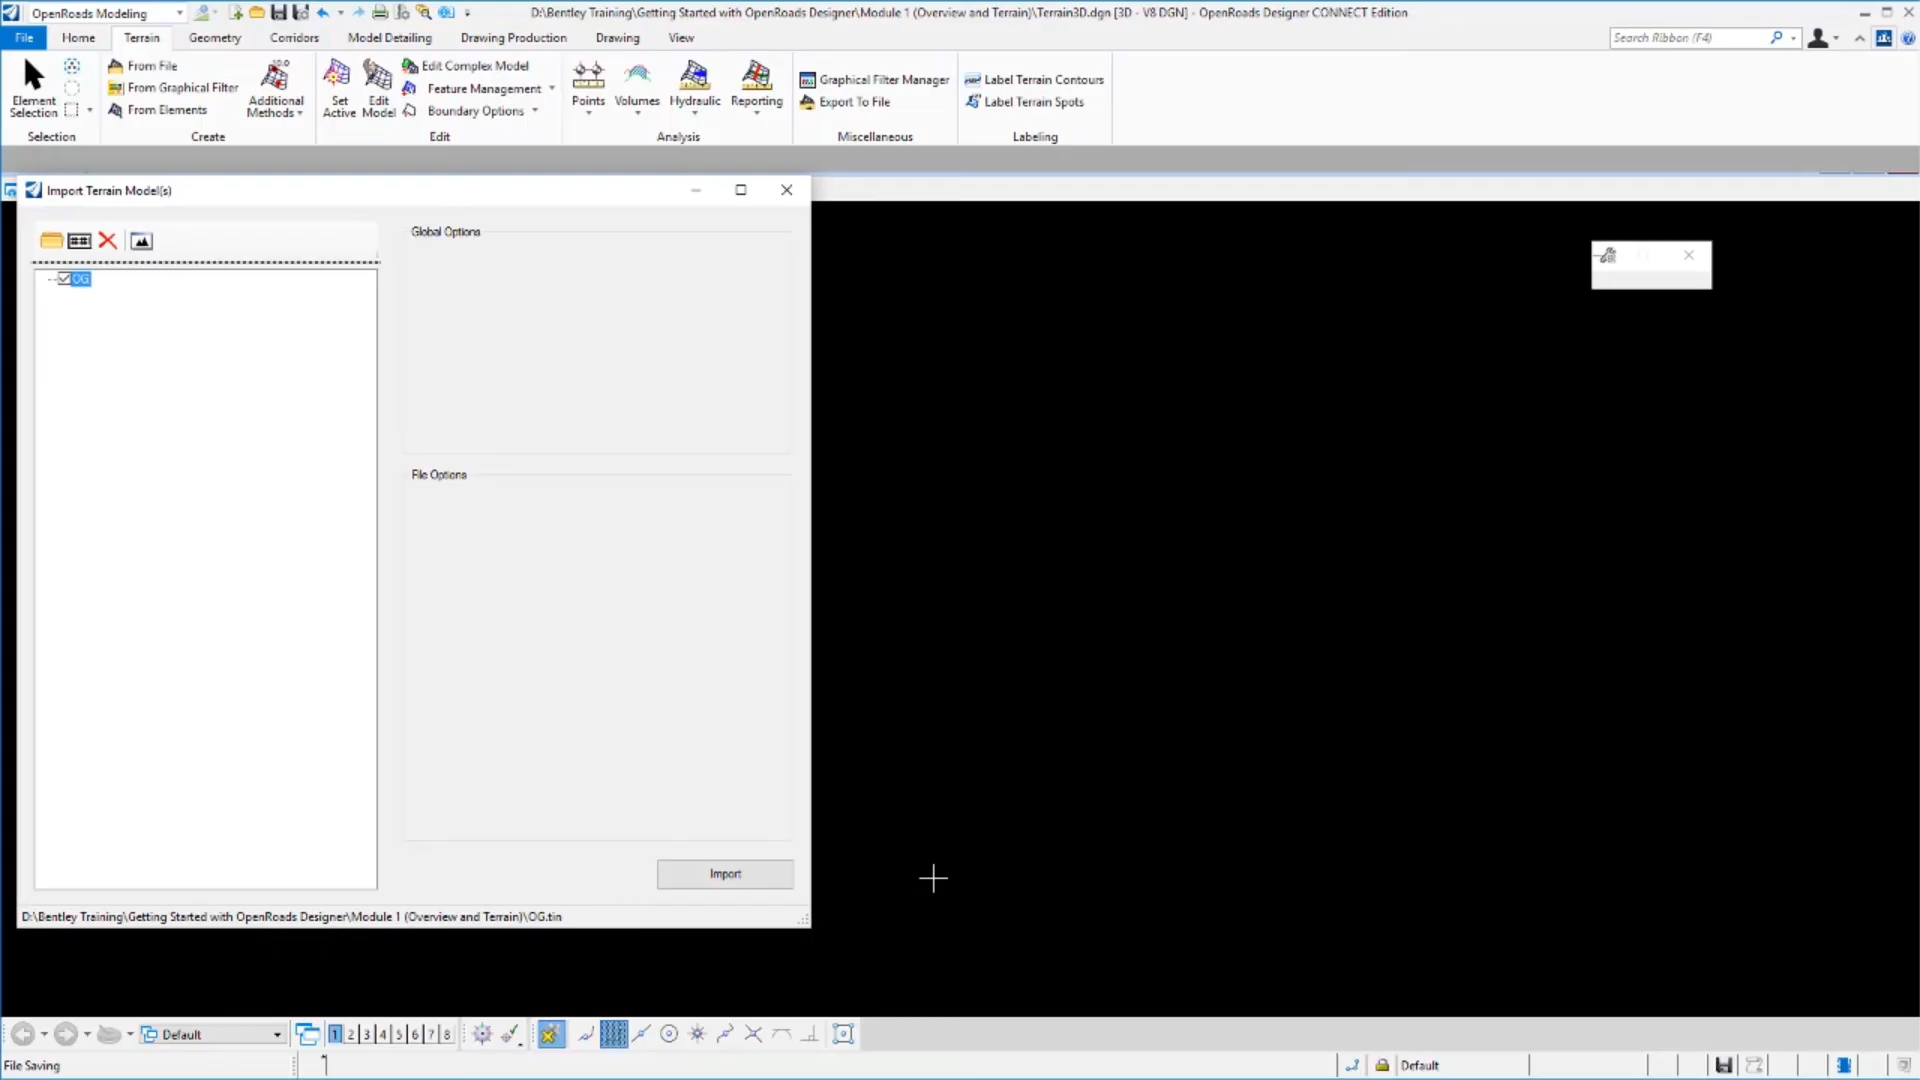 OpenRoads Modeling
D:\Bentley Training\Getting Started with OpenRoads Designer\Module 1 (Overview and Terrain)\Terrain3D.dgn [3D - V8 DGN] - OpenRoads Designer CONNECT Edition
File Home Terrain Geometry Corridors Model Detailing Drawing Production Drawing View
Search Ribbon (F4)
Element
Selection
Selection
From File
From Graphical Filter
From Elements
Additional
Methods
Create
Set
Active
Edit
Model
Edit Complex Model
Feature Management
Boundary Options
Edit
Points
Volumes
Hydraulic
Reporting
Analysis
Graphical Filter Manager
Export To File
Miscellaneous
Label Terrain Contours
Label Terrain Spots
Labeling
Import Terrain Model(s)
Global Options
OG
File Options
Import
D:\Bentley Training\Getting Started with OpenRoads Designer\Module 1 (Overview and Terrain)\OG.tin
Default
1 2 3 4 5 6 7 8
File Saving
Default